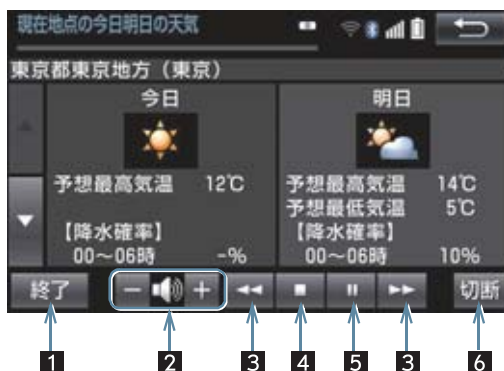 現在地点の今日明日の天気
東京都東京地方（東京）
今日
予想最高気温 12℃
【降水確率】
00～06時 -%
明日
予想最高気温 14℃
予想最低気温 5℃
【降水確率】
00～06時 10%
終了 － ＋ 切断
1 2 3 4 5 3 6